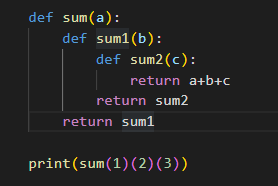 def sum(a):
    def sum1(b):
        def sum2(c):
            return a+b+c
        return sum2
    return sum1

print(sum(1)(2)(3))